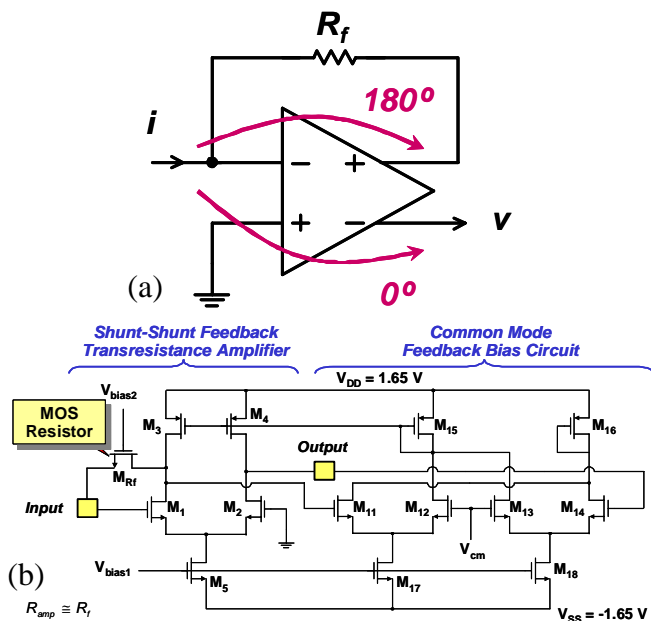 R_f
180º
i
− +
+ −
v
0º
(a)
Shunt-Shunt Feedback
Transresistance Amplifier
Common Mode
Feedback Bias Circuit
V_DD = 1.65 V
V_bias2
MOS
Resistor
M_3
M_4
M_15
M_16
Output
M_Rf
Input
M_1
M_2
M_11
M_12
M_13
M_14
V_cm
(b)
V_bias1
M_5
M_17
M_18
R_amp ≅ R_f
V_SS = -1.65 V